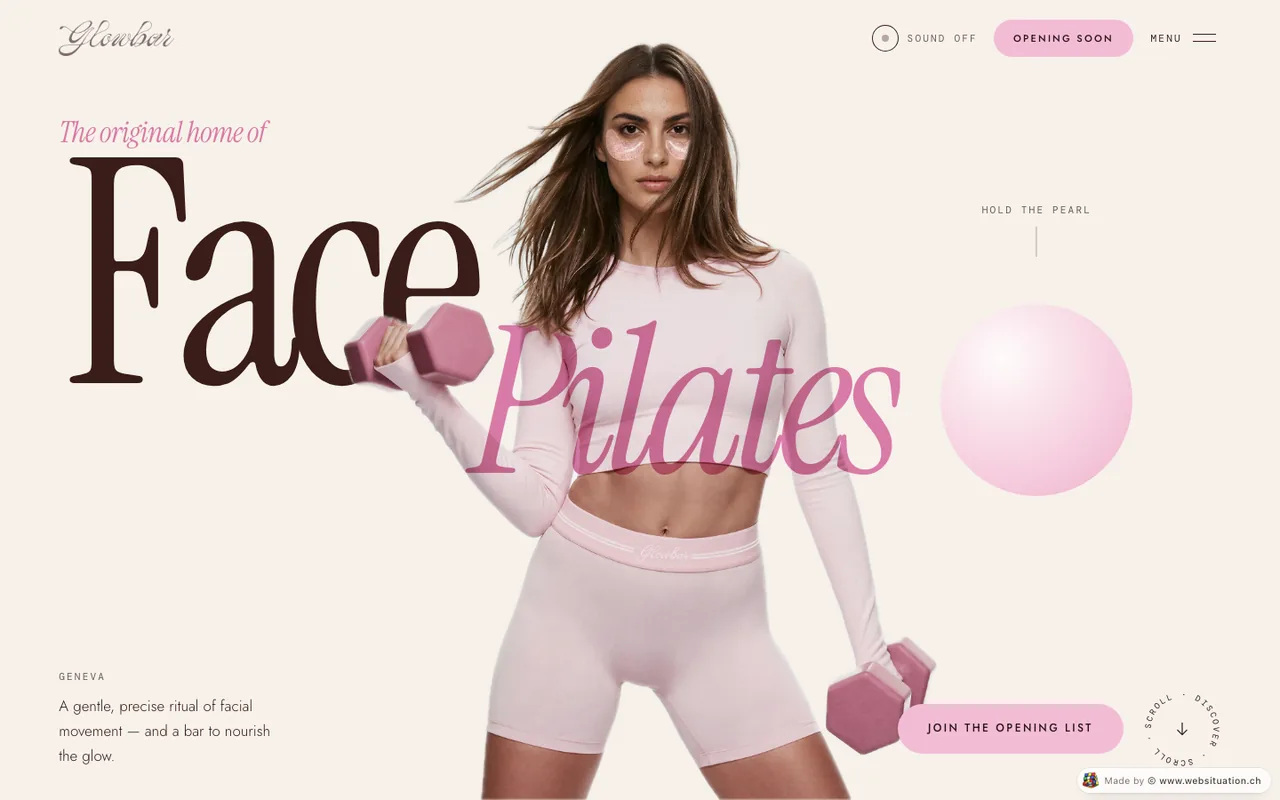 Glowbar
SOUND OFF
OPENING SOON
MENU
The original home of
Face
Pilates
HOLD THE PEARL
Glowbar
GENEVA
A gentle, precise ritual of facial
movement — and a bar to nourish
the glow.
JOIN THE OPENING LIST
SCROLL · DISCOVER · SCROLL ·
Made by © www.websituation.ch